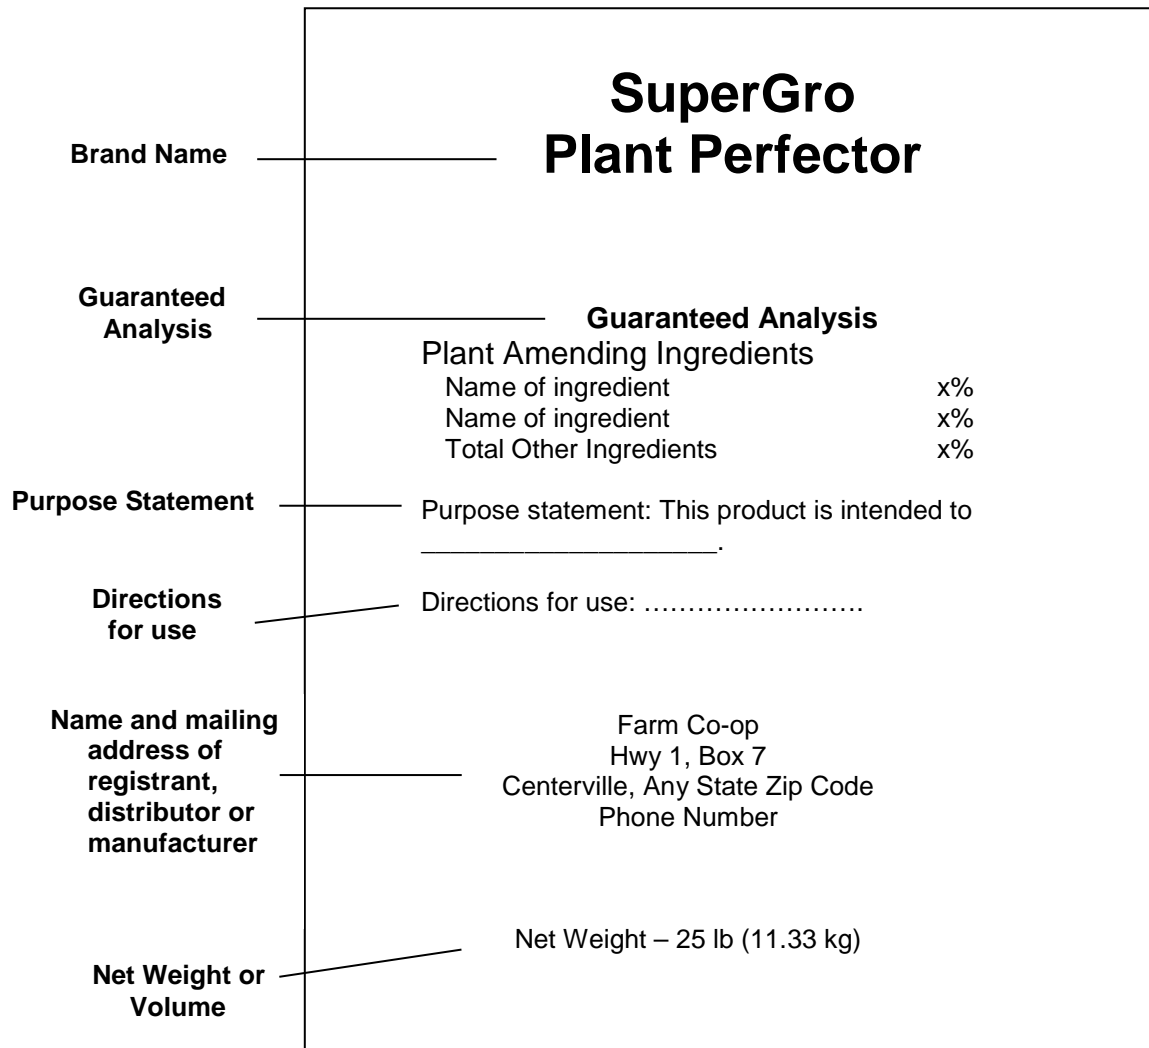 SuperGro
Plant Perfector
Brand Name
Guaranteed
Analysis
Guaranteed Analysis
Plant Amending Ingredients
Name of ingredient x%
Name of ingredient x%
Total Other Ingredients x%
Purpose Statement
Purpose statement: This product is intended to
____________________.
Directions
for use
Directions for use: …………………….
Name and mailing
address of
registrant,
distributor or
manufacturer
Farm Co-op
Hwy 1, Box 7
Centerville, Any State Zip Code
Phone Number
Net Weight – 25 lb (11.33 kg)
Net Weight or
Volume